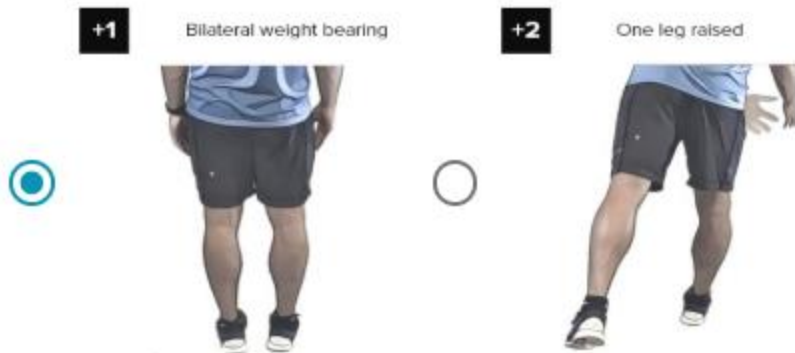 +1 Bilateral weight bearing
+2 One leg raised